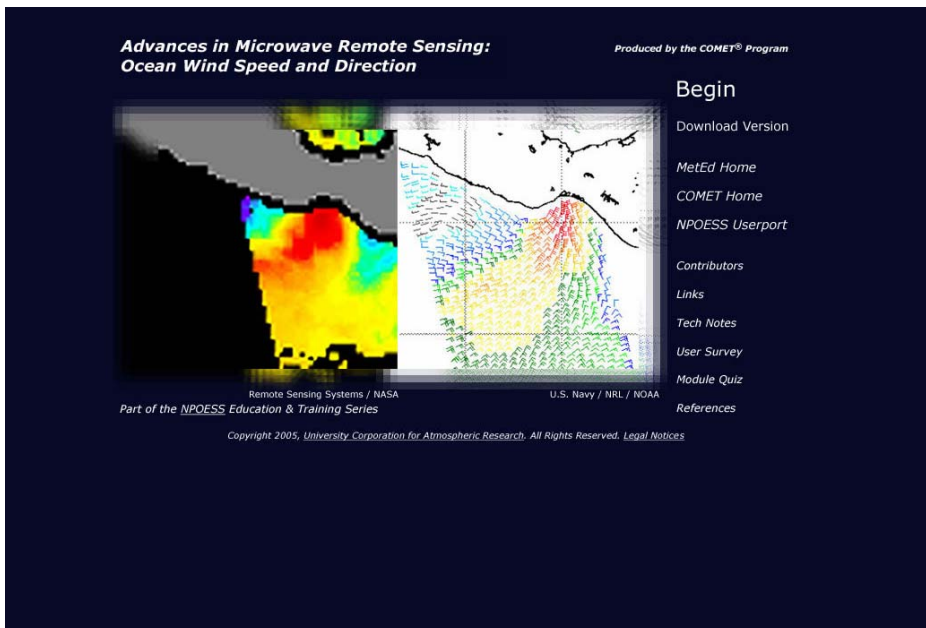 Advances in Microwave Remote Sensing:
Ocean Wind Speed and Direction
Produced by the COMET® Program
Begin
Download Version
MetEd Home
COMET Home
NPOESS Userport
Contributors
Links
Tech Notes
User Survey
Module Quiz
References
Remote Sensing Systems / NASA
U.S. Navy / NRL / NOAA
Part of the NPOESS Education & Training Series
Copyright 2005, University Corporation for Atmospheric Research. All Rights Reserved. Legal Notices